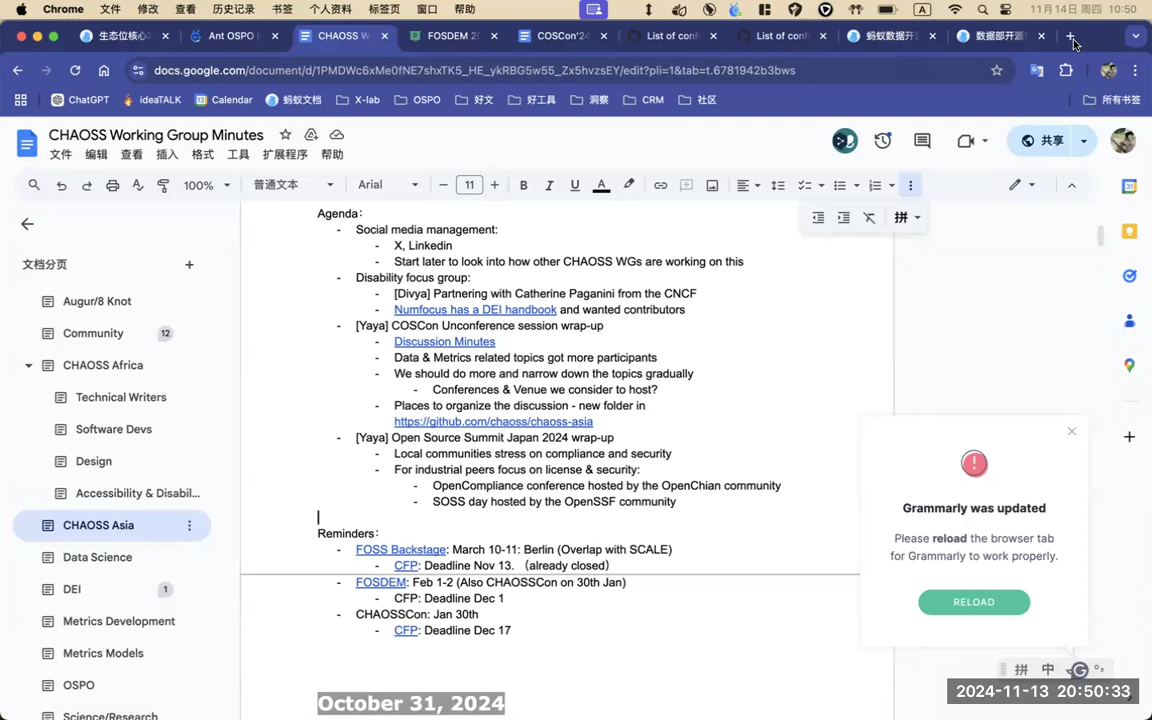 Chrome 文件 修改 查看 历史记录 书签 个人资料 标签页 窗口 帮助 A 11月14日 周四 10:50
生态位核心 Ant OSPO CHAOSS W FOSDEM 20 COSCon'24 List of conf List of conf 蚂蚁数据开 数据部开源
docs.google.com/document/d/1PMDWc6xMe0fNE7shxTK5_HE_ykRBG5w55_Zx5hvzsEY/edit?pli=1&tab=t.6781942b3bws
ChatGPT ideaTALK Calendar 蚂蚁文档 X-lab OSPO 好文 好工具 洞察 CRM 社区 所有书签
CHAOSS Working Group Minutes
文件 编辑 查看 插入 格式 工具 扩展程序 帮助
共享
100% 普通文本 Arial − 11 + B I U A
拼
文档分页
Augur/8 Knot
Community 12
CHAOSS Africa
Technical Writers
Software Devs
Design
Accessibility & Disabil...
CHAOSS Asia
Data Science
DEI 1
Metrics Development
Metrics Models
OSPO
Science/Research
Agenda:
- Social media management:
- X, Linkedin
- Start later to look into how other CHAOSS WGs are working on this
- Disability focus group:
- [Divya] Partnering with Catherine Paganini from the CNCF
- Numfocus has a DEI handbook and wanted contributors
- [Yaya] COSCon Unconference session wrap-up
- Discussion Minutes
- Data & Metrics related topics got more participants
- We should do more and narrow down the topics gradually
- Conferences & Venue we consider to host?
- Places to organize the discussion - new folder in
https://github.com/chaoss/chaoss-asia
- [Yaya] Open Source Summit Japan 2024 wrap-up
- Local communities stress on compliance and security
- For industrial peers focus on license & security:
- OpenCompliance conference hosted by the OpenChian community
- SOSS day hosted by the OpenSSF community
Reminders:
- FOSS Backstage: March 10-11: Berlin (Overlap with SCALE)
- CFP: Deadline Nov 13. （already closed）
- FOSDEM: Feb 1-2 (Also CHAOSSCon on 30th Jan)
- CFP: Deadline Dec 1
- CHAOSSCon: Jan 30th
- CFP: Deadline Dec 17
October 31, 2024
Grammarly was updated
Please reload the browser tab
for Grammarly to work properly.
RELOAD
拼 中
2024-11-13 20:50:33